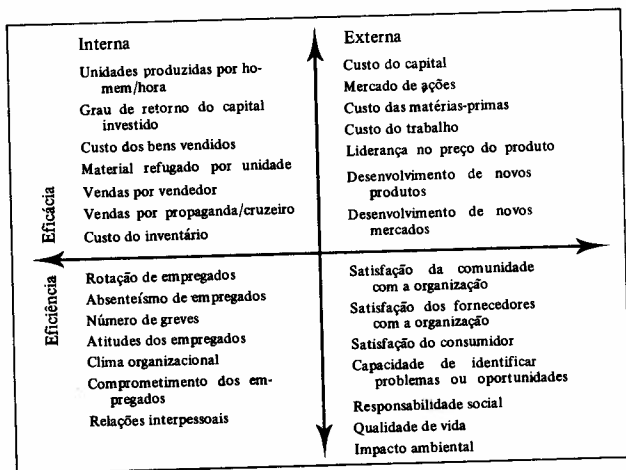 Interna
Unidades produzidas por ho-
mem/hora
Grau de retorno do capital
investido
Custo dos bens vendidos
Material refugado por unidade
Vendas por vendedor
Vendas por propaganda/cruzeiro
Custo do inventário
Externa
Custo do capital
Mercado de ações
Custo das matérias-primas
Custo do trabalho
Liderança no preço do produto
Desenvolvimento de novos
produtos
Desenvolvimento de novos
mercados
Eficácia
Eficiência
Rotação de empregados
Absenteísmo de empregados
Número de greves
Atitudes dos empregados
Clima organizacional
Comprometimento dos em-
pregados
Relações interpessoais
Satisfação da comunidade
com a organização
Satisfação dos fornecedores
com a organização
Satisfação do consumidor
Capacidade de identificar
problemas ou oportunidades
Responsabilidade social
Qualidade de vida
Impacto ambiental